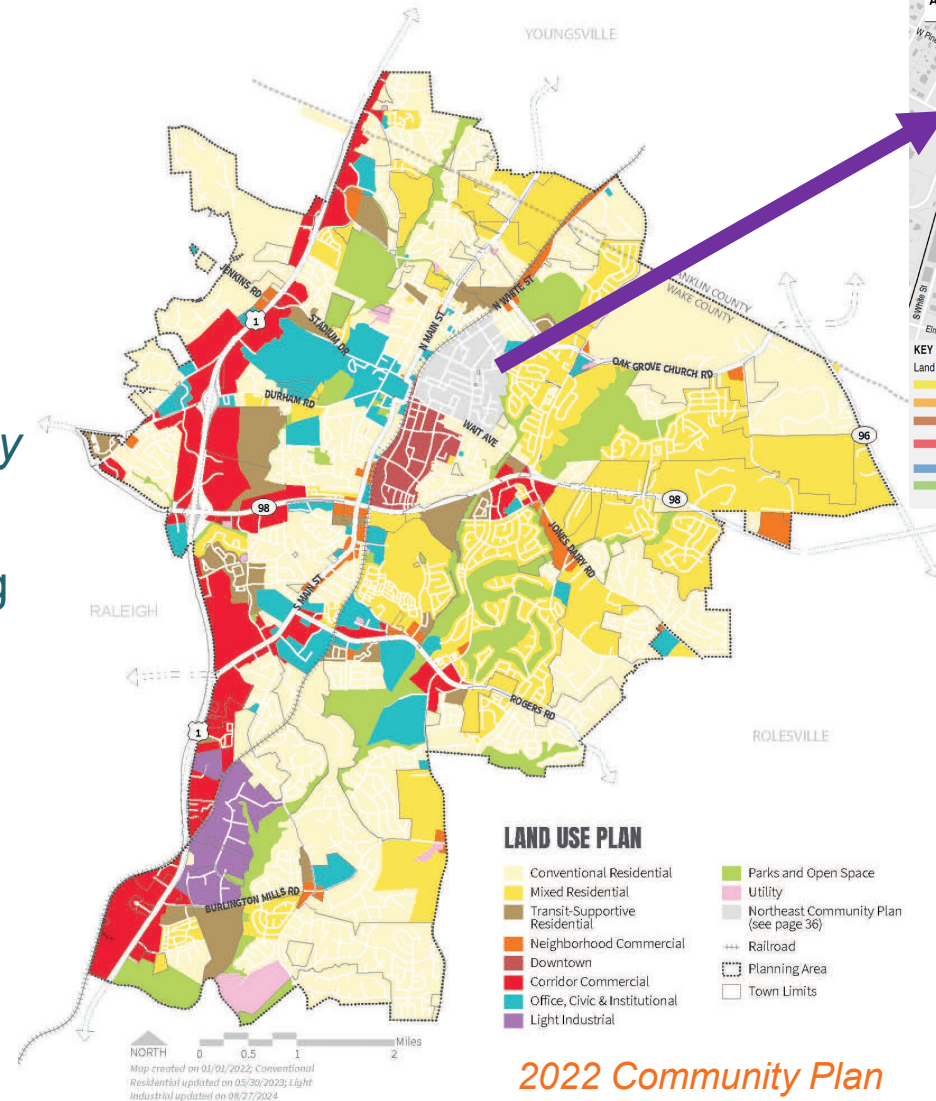 YOUNGSVILLE
W Pine
JENKINS RD
1
STADIUM DR
N MAIN ST
N WHITE ST
WAKE COUNTY
DURHAM RD
WAIT AVE
OAK GROVE CHURCH RD
96
98
98
JONES DAIRY RD
S MAIN ST
RALEIGH
ROGERS RD
1
ROLESVILLE
BURLINGTON MILLS RD
S White St
KEY
Land
y
g
LAND USE PLAN
Conventional Residential
Mixed Residential
Transit-Supportive
Residential
Neighborhood Commercial
Downtown
Corridor Commercial
Office, Civic & Institutional
Light Industrial
Parks and Open Space
Utility
Northeast Community Plan
(see page 36)
Railroad
Planning Area
Town Limits
NORTH
0 0.5 1 2 Miles
Map created on 01/01/2022; Conventional
Residential updated on 05/30/2023; Light
Industrial updated on 08/27/2024
2022 Community Plan